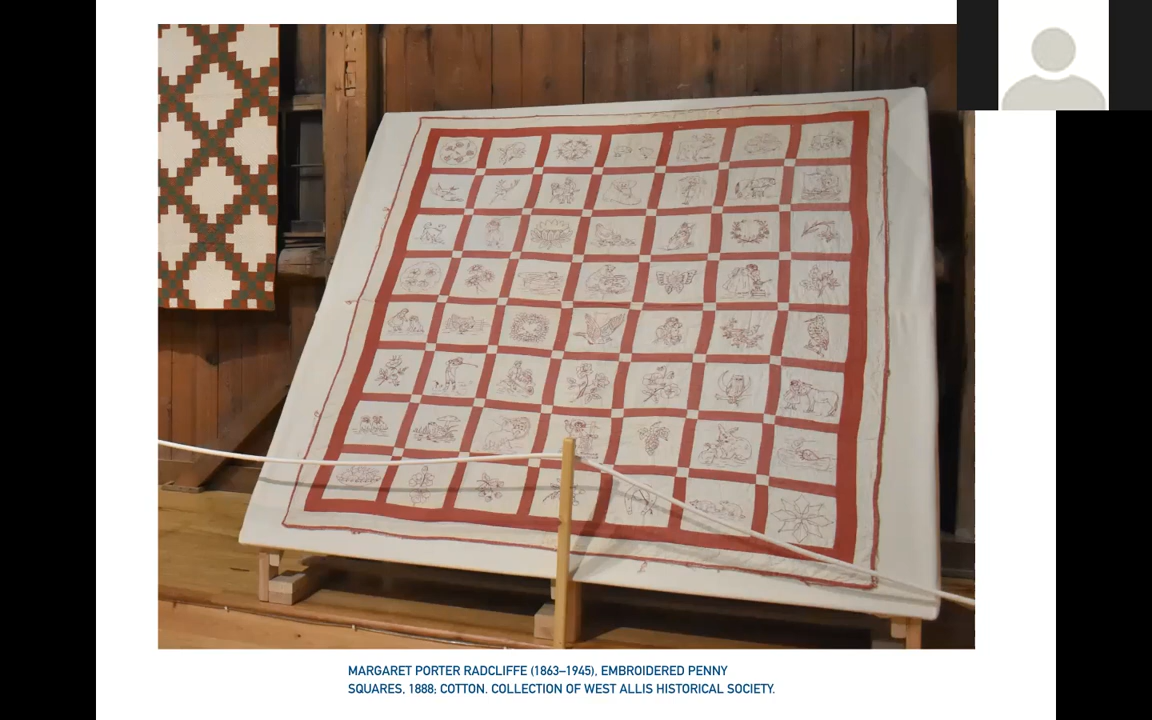 MARGARET PORTER RADCLIFFE (1863–1945), EMBROIDERED PENNY
SQUARES, 1888; COTTON. COLLECTION OF WEST ALLIS HISTORICAL SOCIETY.